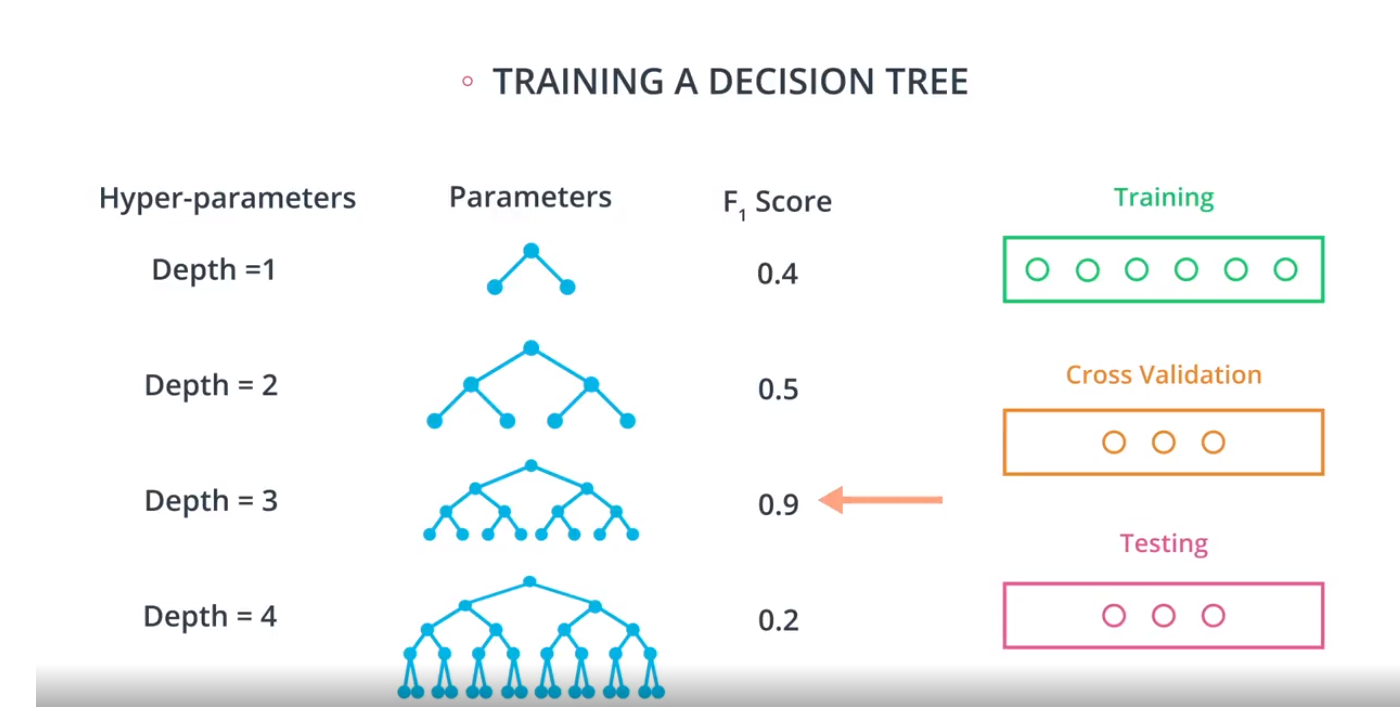 TRAINING A DECISION TREE
Hyper-parameters
Parameters
F1 Score
Training
Depth =1
0.4
Depth = 2
0.5
Cross Validation
Depth = 3
0.9
Testing
Depth = 4
0.2